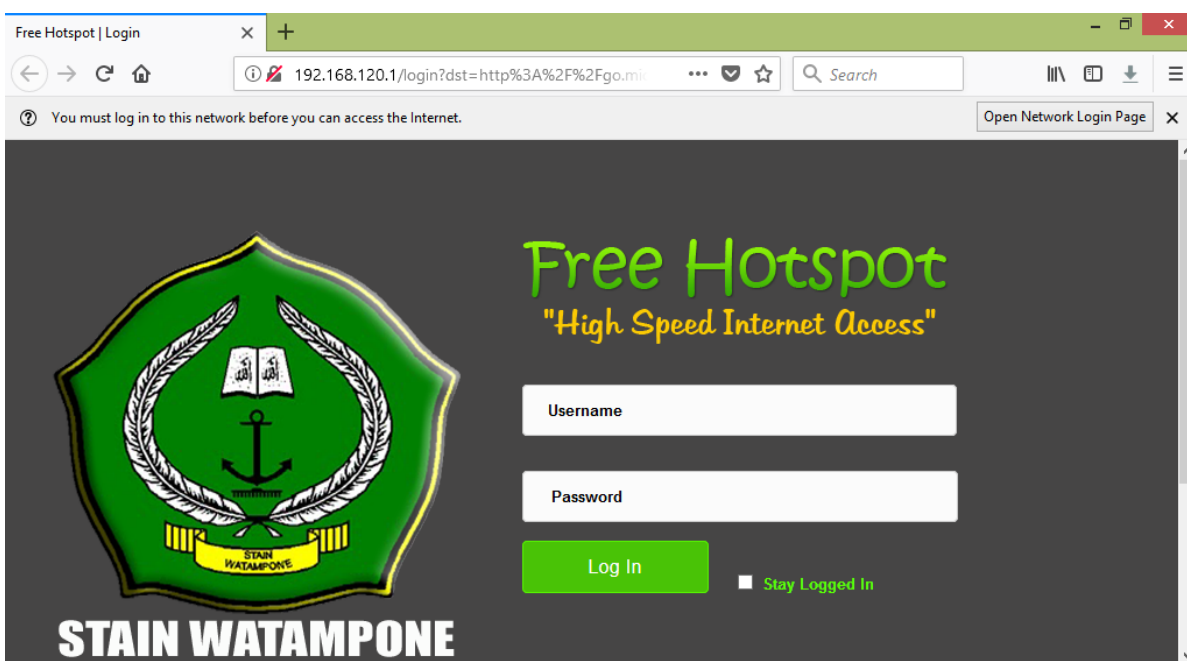 Free Hotspot | Login
192.168.120.1/login?dst=http%3A%2F%2Fgo.mi
Search
You must log in to this network before you can access the Internet.
Open Network Login Page
Free Hotspot
"High Speed Internet Access"
Username
Password
Log In
Stay Logged In
STAIN
WATAMPONE
STAIN WATAMPONE